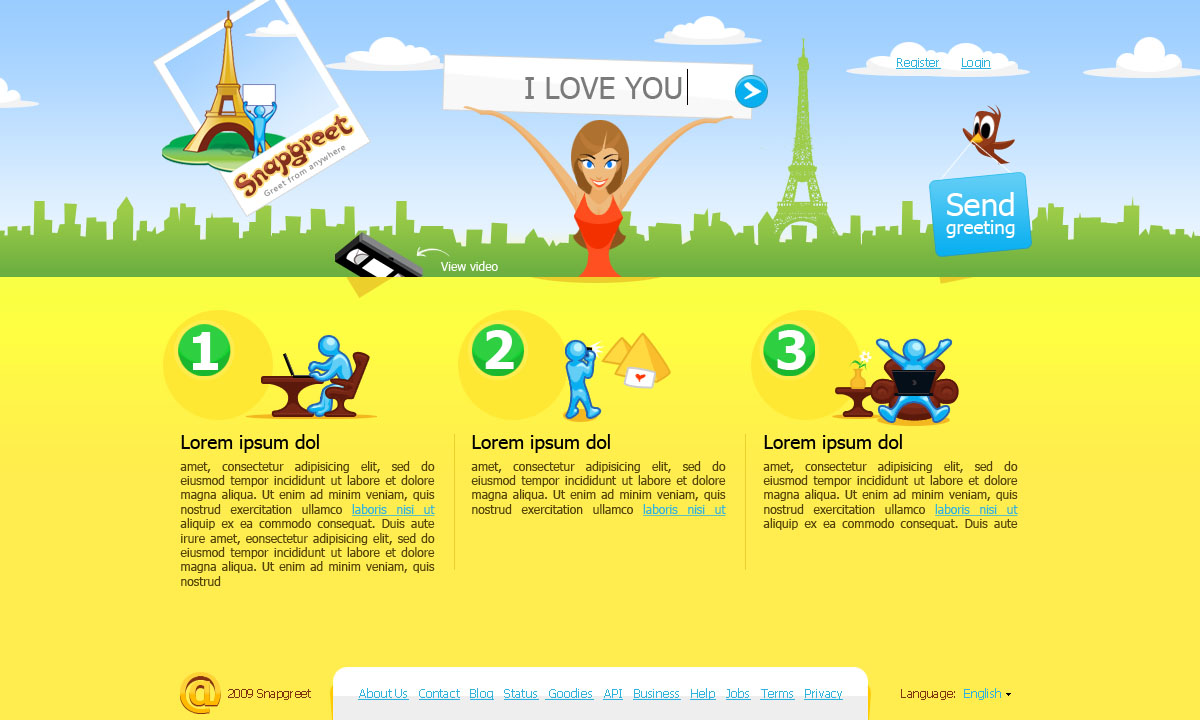 Snapgreet
Greet from anywhere
I LOVE YOU
Register Login
Send
greeting
View video
1
Lorem ipsum dol
amet, consectetur adipisicing elit, sed do
eiusmod tempor incididunt ut labore et dolore
magna aliqua. Ut enim ad minim veniam, quis
nostrud exercitation ullamco laboris nisi ut
aliquip ex ea commodo consequat. Duis aute
irure amet, eonsectetur adipisicing elit, sed do
eiusmod tempor incididunt ut labore et dolore
magna aliqua. Ut enim ad minim veniam, quis
nostrud
2
Lorem ipsum dol
amet, consectetur adipisicing elit, sed do
eiusmod tempor incididunt ut labore et dolore
magna aliqua. Ut enim ad minim veniam, quis
nostrud exercitation ullamco laboris nisi ut
3
Lorem ipsum dol
amet, consectetur adipisicing elit, sed do
eiusmod tempor incididunt ut labore et dolore
magna aliqua. Ut enim ad minim veniam, quis
nostrud exercitation ullamco laboris nisi ut
aliquip ex ea commodo consequat. Duis aute
@ 2009 Snapgreet
About Us Contact Blog Status Goodies API Business Help Jobs Terms Privacy
Language: English